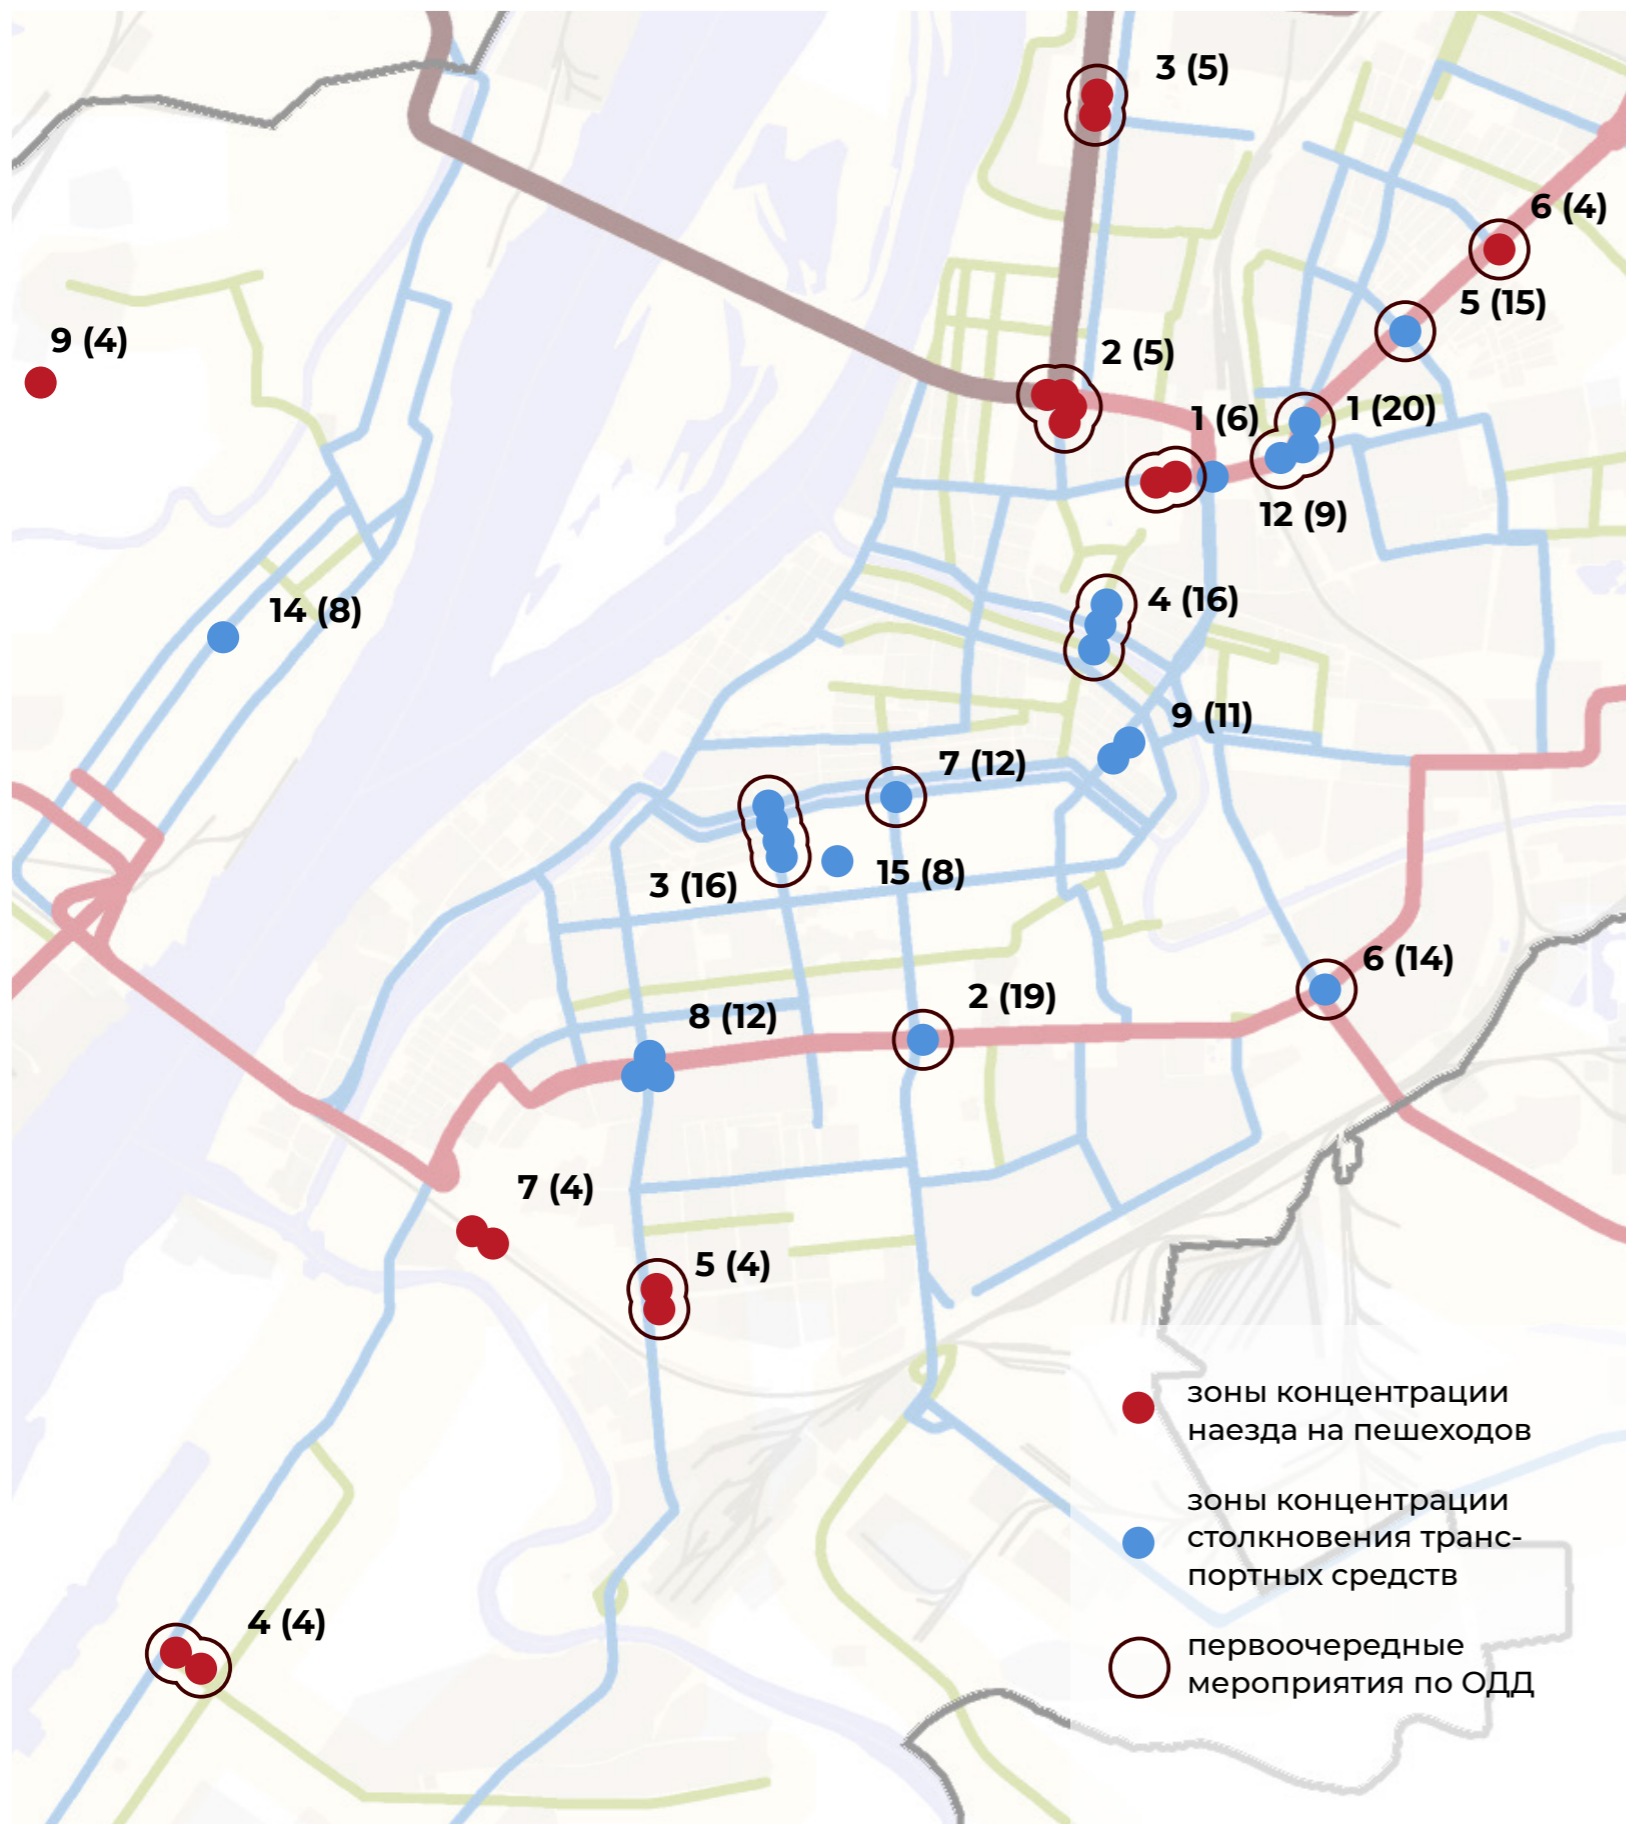 3 (5)
6 (4)
5 (15)
9 (4)
2 (5)
1 (6)
1 (20)
12 (9)
14 (8)
4 (16)
9 (11)
7 (12)
3 (16)
15 (8)
6 (14)
2 (19)
8 (12)
7 (4)
5 (4)
4 (4)
зоны концентрации
наезда на пешеходов
зоны концентрации
столкновения транс-
портных средств
первоочередные
мероприятия по ОДД